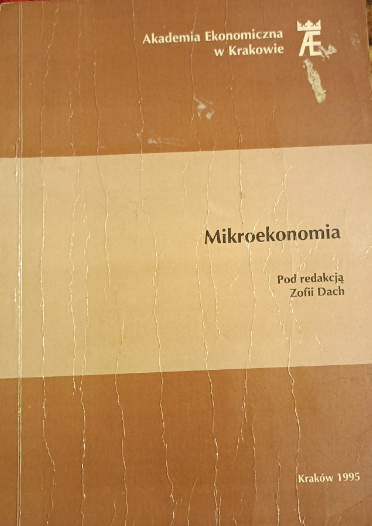 Akademia Ekonomiczna
w Krakowie
Æ
Mikroekonomia
Pod redakcją
Zofii Dach
Kraków 1995